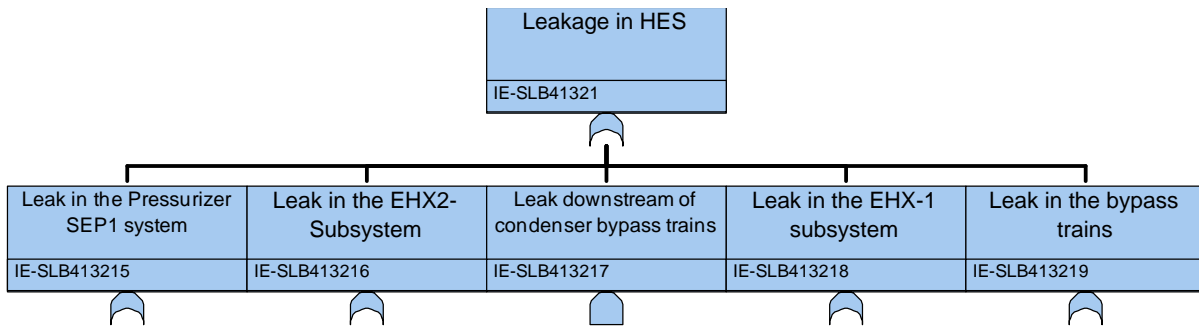 Leakage in HES
IE-SLB41321
Leak in the Pressurizer
SEP1 system
IE-SLB413215
Leak in the EHX2-
Subsystem
IE-SLB413216
Leak downstream of
condenser bypass trains
IE-SLB413217
Leak in the EHX-1
subsystem
IE-SLB413218
Leak in the bypass
trains
IE-SLB413219